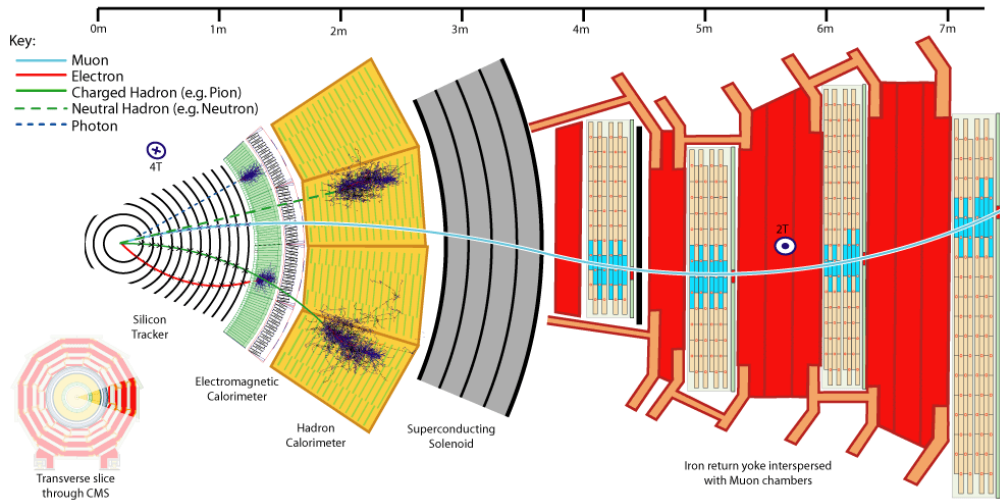 0m 1m 2m 3m 4m 5m 6m 7m
Key:
Muon
Electron
Charged Hadron (e.g. Pion)
Neutral Hadron (e.g. Neutron)
Photon
4T
2T
Silicon
Tracker
Electromagnetic
Calorimeter
Hadron
Calorimeter
Superconducting
Solenoid
Iron return yoke interspersed
with Muon chambers
Transverse slice
through CMS